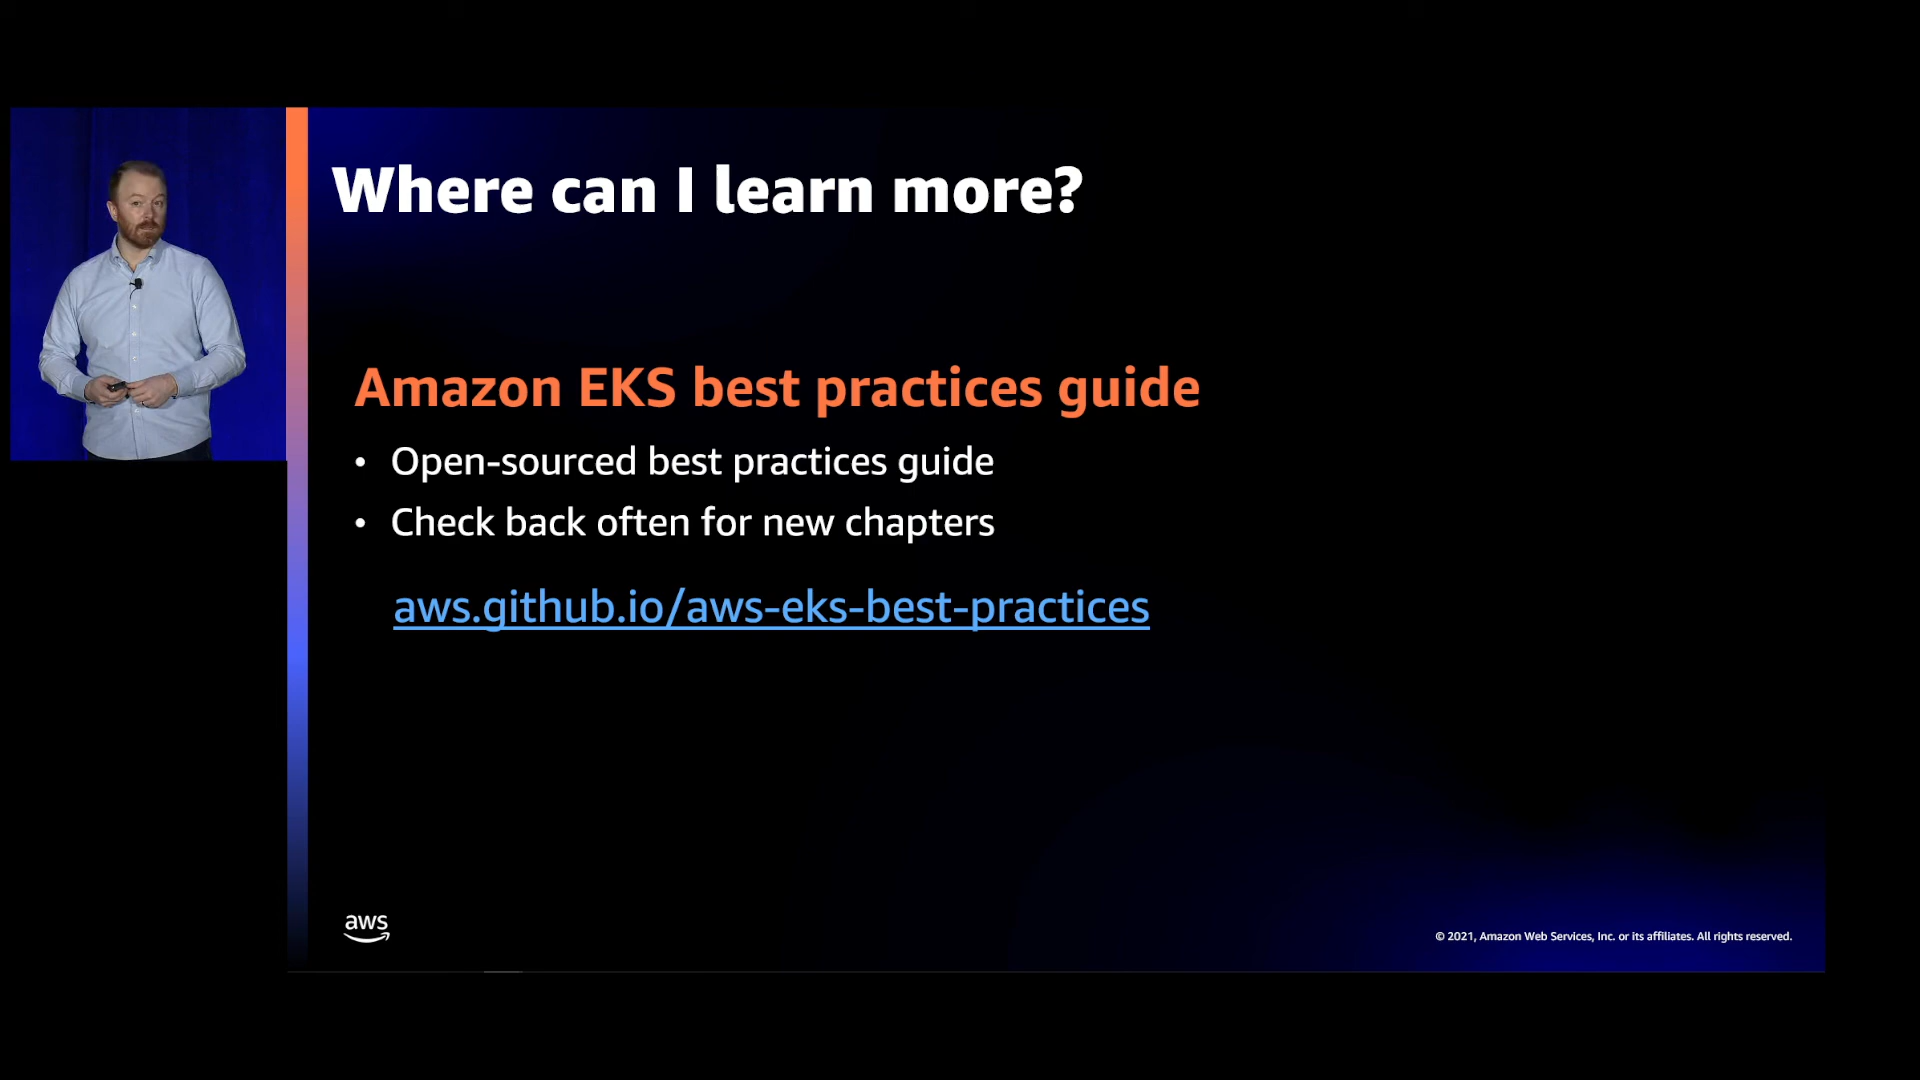 Where can I learn more?
Amazon EKS best practices guide
• Open-sourced best practices guide
• Check back often for new chapters
aws.github.io/aws-eks-best-practices
aws
© 2021, Amazon Web Services, Inc. or its affiliates. All rights reserved.